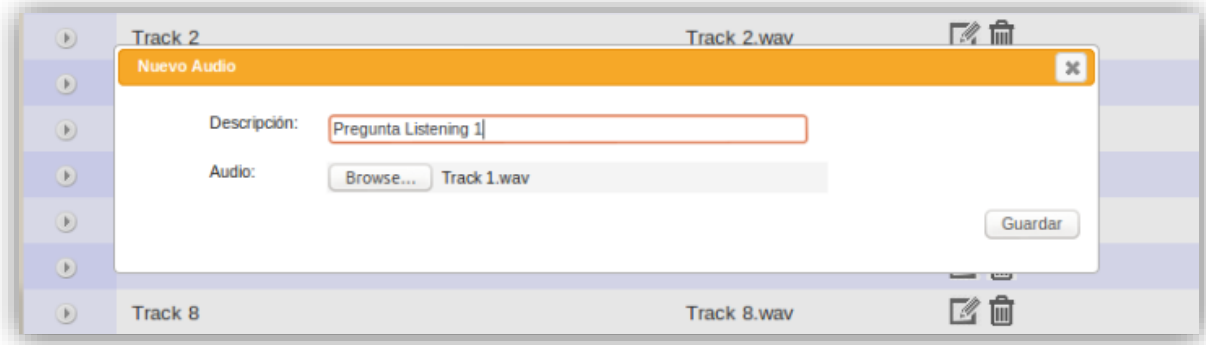 Track 2 Track 2.wav
Nuevo Audio
Descripción: Pregunta Listening 1
Audio: Browse... Track 1.wav
Guardar
Track 8 Track 8.wav